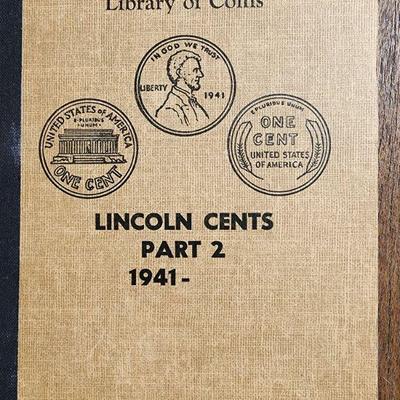 Library of Coins
IN GOD WE TRUST
LIBERTY
1941
UNITED STATES OF AMERICA
E·PLURIBUS
·UNUM·
ONE CENT
E·PLURIBUS UNUM
ONE
CENT
UNITED STATES
OF AMERICA
LINCOLN CENTS
PART 2
1941-